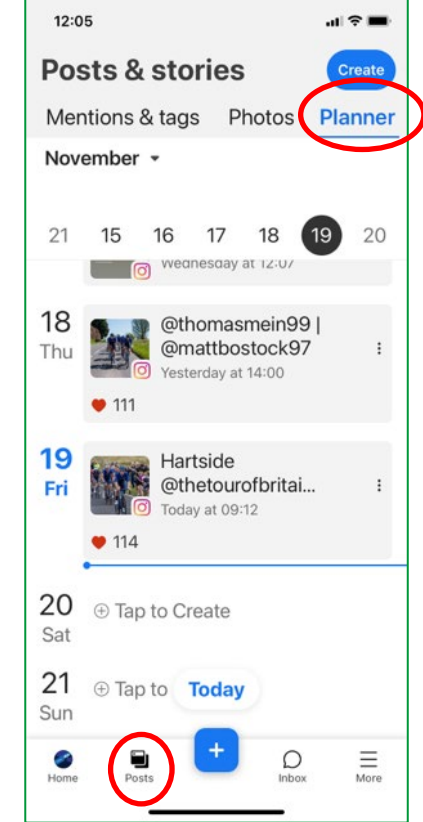 12:05
Posts & stories
Create
Mentions & tags Photos Planner
November
21 15 16 17 18 19 20
Wednesday at 12:07
18
Thu
@thomasmein99 |
@mattbostock97
Yesterday at 14:00
111
19
Fri
Hartside
@thetourofbritai...
Today at 09:12
114
20
Sat
Tap to Create
21
Sun
Tap to Today
Home Posts + Inbox More